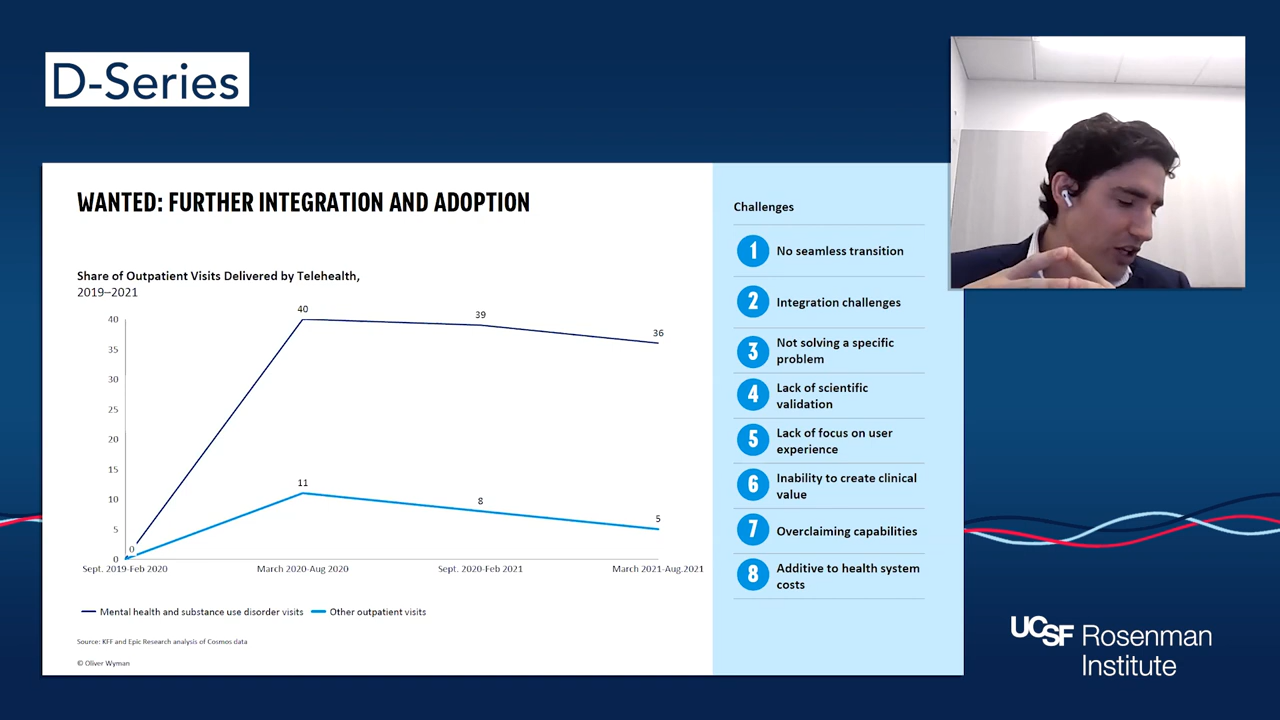 D-Series
WANTED: FURTHER INTEGRATION AND ADOPTION
Share of Outpatient Visits Delivered by Telehealth,
2019–2021
40
35
30
25
20
15
10
5
0
40
39
36
0
11
8
5
Sept. 2019-Feb 2020
March 2020-Aug.2020
Sept. 2020-Feb 2021
March 2021-Aug.2021
Mental health and substance use disorder visits
Other outpatient visits
Source: KFF and Epic Research analysis of Cosmos data
© Oliver Wyman
Challenges
1 No seamless transition
2 Integration challenges
3 Not solving a specific
problem
4 Lack of scientific
validation
5 Lack of focus on user
experience
6 Inability to create clinical
value
7 Overclaiming capabilities
8 Additive to health system
costs
UCSF Rosenman
Institute